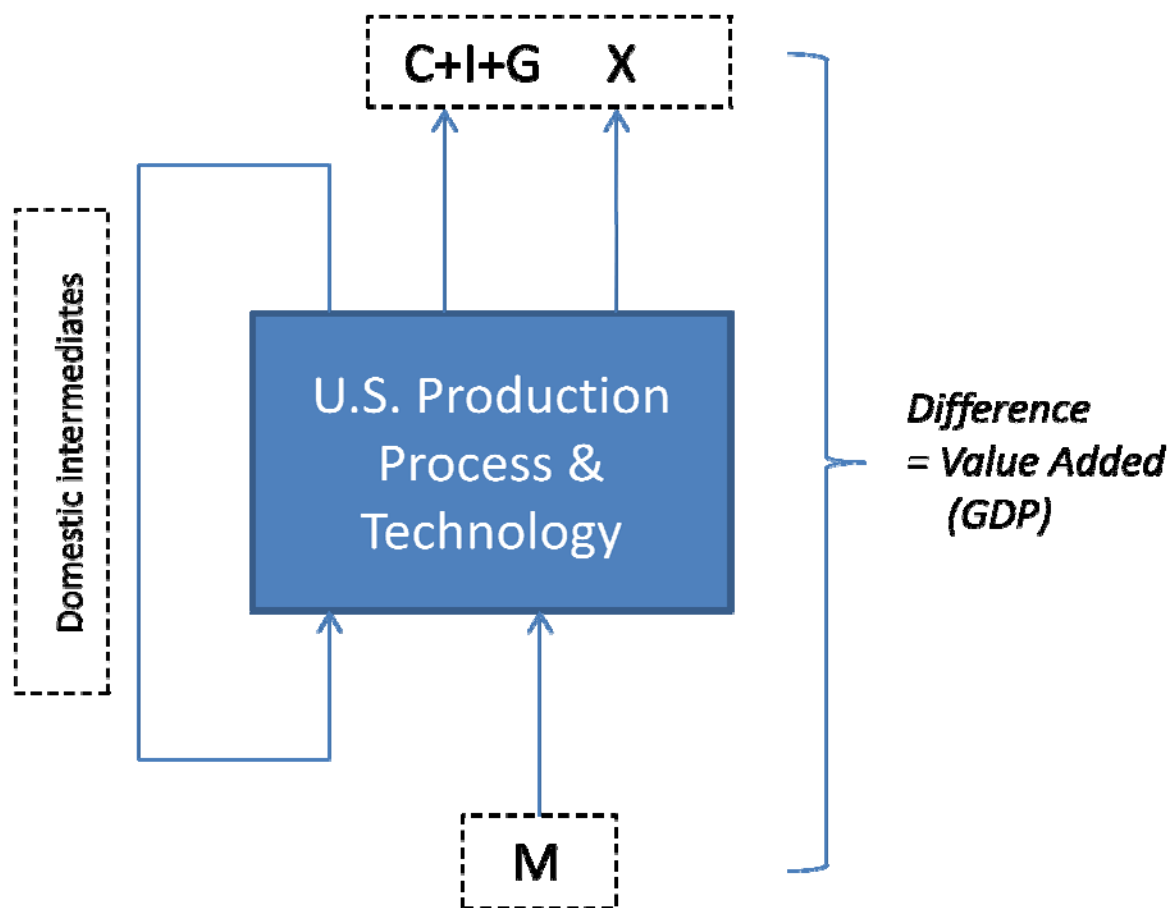 C+I+G X
Domestic intermediates
U.S. Production
Process &
Technology
Difference
= Value Added
(GDP)
M